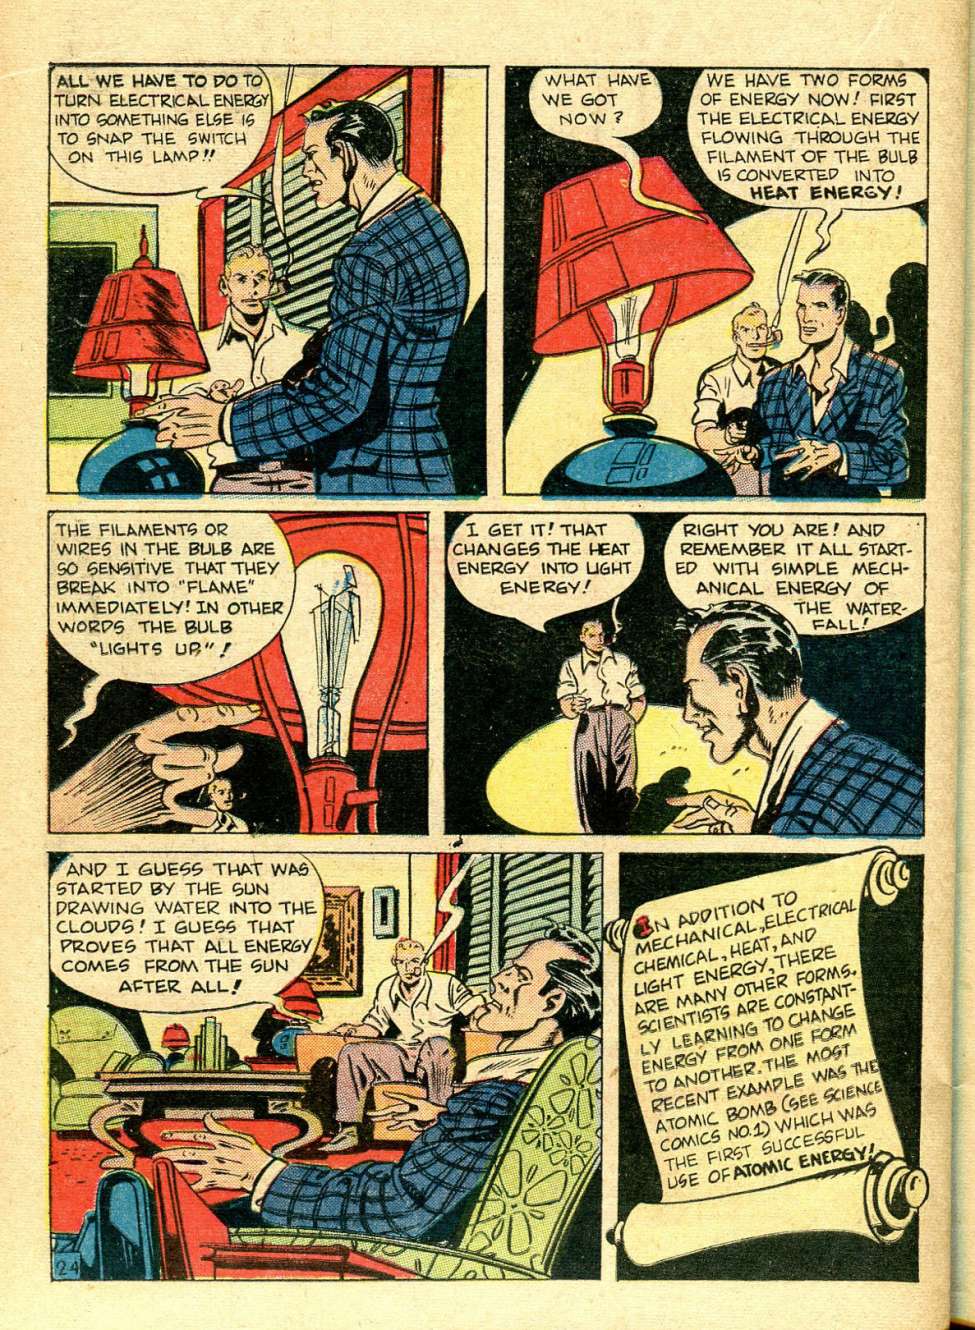 ALL WE HAVE TO DO TO
TURN ELECTRICAL ENERGY
INTO SOMETHING ELSE IS
TO SNAP THE SWITCH
ON THIS LAMP!!
WHAT HAVE
WE GOT
NOW?
WE HAVE TWO FORMS
OF ENERGY NOW! FIRST
THE ELECTRICAL ENERGY
FLOWING THROUGH THE
FILAMENT OF THE BULB
IS CONVERTED INTO
HEAT ENERGY!
THE FILAMENTS OR
WIRES IN THE BULB ARE
SO SENSITIVE THAT THEY
BREAK INTO "FLAME"
IMMEDIATELY! IN OTHER
WORDS THE BULB
"LIGHTS UP"!
I GET IT! THAT
CHANGES THE HEAT
ENERGY INTO LIGHT
ENERGY!
RIGHT YOU ARE! AND
REMEMBER IT ALL START-
ED WITH SIMPLE MECH-
ANICAL ENERGY OF
THE WATER-
FALL!
AND I GUESS THAT WAS
STARTED BY THE SUN
DRAWING WATER INTO THE
CLOUDS! I GUESS THAT
PROVES THAT ALL ENERGY
COMES FROM THE SUN
AFTER ALL!
IN ADDITION TO
MECHANICAL, ELECTRICAL
CHEMICAL, HEAT, AND
LIGHT ENERGY, THERE
ARE MANY OTHER FORMS.
SCIENTISTS ARE CONSTANT-
LY LEARNING TO CHANGE
ENERGY FROM ONE FORM
TO ANOTHER. THE MOST
RECENT EXAMPLE WAS THE
ATOMIC BOMB (SEE SCIENCE
COMICS NO.1) WHICH WAS
THE FIRST SUCCESSFUL
USE OF ATOMIC ENERGY!
24